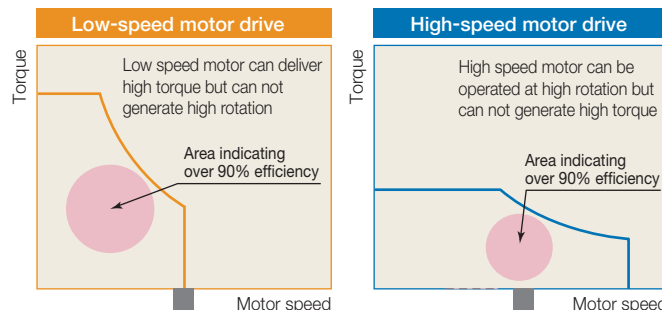 Low-speed motor drive
Torque
Low speed motor can deliver
high torque but can not
generate high rotation
Area indicating
over 90% efficiency
Motor speed
High-speed motor drive
Torque
High speed motor can be
operated at high rotation but
can not generate high torque
Area indicating
over 90% efficiency
Motor speed